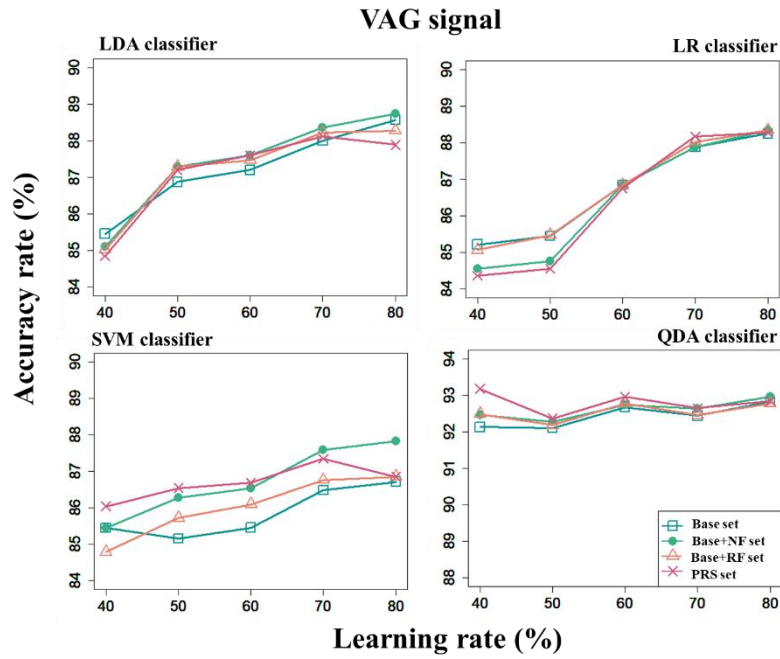 VAG signal
LDA classifier
LR classifier
90
89
88
87
86
85
84
40 50 60 70 80
90
89
88
87
86
85
84
40 50 60 70 80
Accuracy rate (%)
SVM classifier
QDA classifier
90
89
88
87
86
85
84
40 50 60 70 80
94
93
92
91
90
89
88
40 50 60 70 80
Base set
Base+NF set
Base+RF set
PRS set
Learning rate (%)